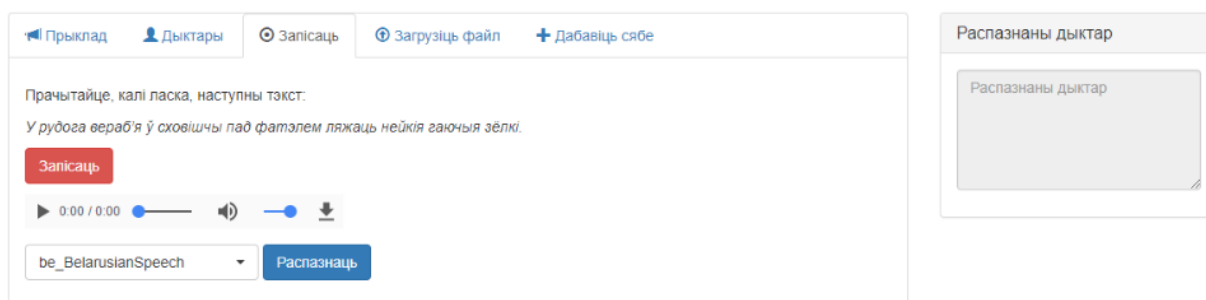 Прыклад Дыктары Запісаць Загрузіць файл Дабавіць сябе
Прачытайце, калі ласка, наступны тэкст:
У рудога вераб'я ў сховішчы пад фатэлем ляжаць нейкія гаючыя зёлкі.
Запісаць
0:00 / 0:00
be_BelarusianSpeech Распазнаць
Распазнаны дыктар
Распазнаны дыктар